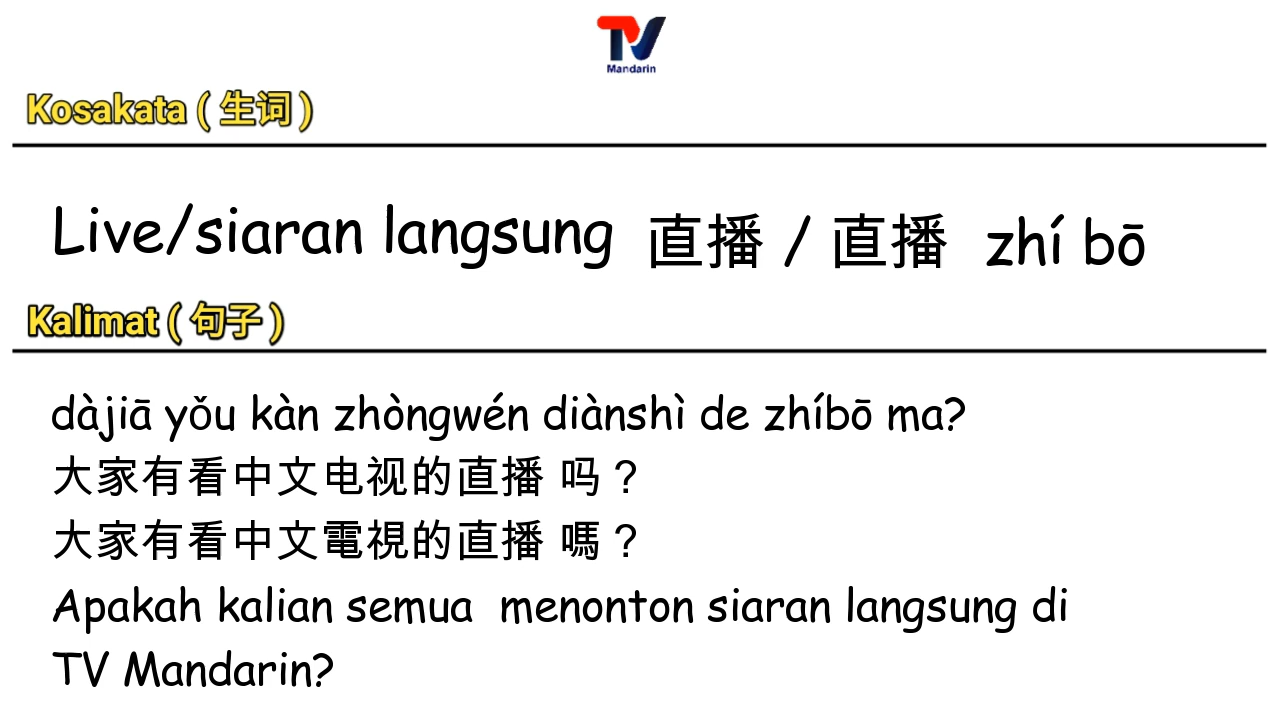 TV
Mandarin
Kosakata ( 生词 )
Live/siaran langsung 直播 / 直播 zhí bō
Kalimat ( 句子 )
dàjiā yǒu kàn zhòngwén diànshì de zhíbō ma?
大家有看中文电视的直播 吗？
大家有看中文電視的直播 嗎？
Apakah kalian semua menonton siaran langsung di
TV Mandarin?